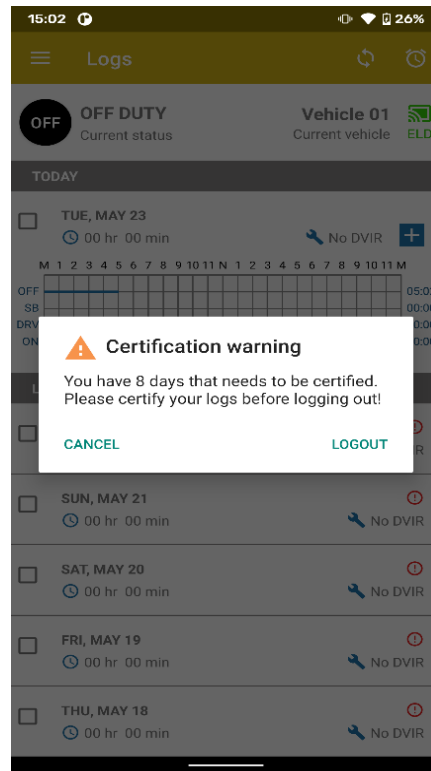 15:02 26%
Logs
OFF OFF DUTY Vehicle 01
Current status Current vehicle ELD
TODAY
TUE, MAY 23
00 hr 00 min No DVIR
M 1 2 3 4 5 6 7 8 9 10 11 N 1 2 3 4 5 6 7 8 9 10 11 M
OFF
SB
DRV
ON
Certification warning
You have 8 days that needs to be certified.
Please certify your logs before logging out!
CANCEL LOGOUT
SUN, MAY 21
00 hr 00 min No DVIR
SAT, MAY 20
00 hr 00 min No DVIR
FRI, MAY 19
00 hr 00 min No DVIR
THU, MAY 18
00 hr 00 min No DVIR